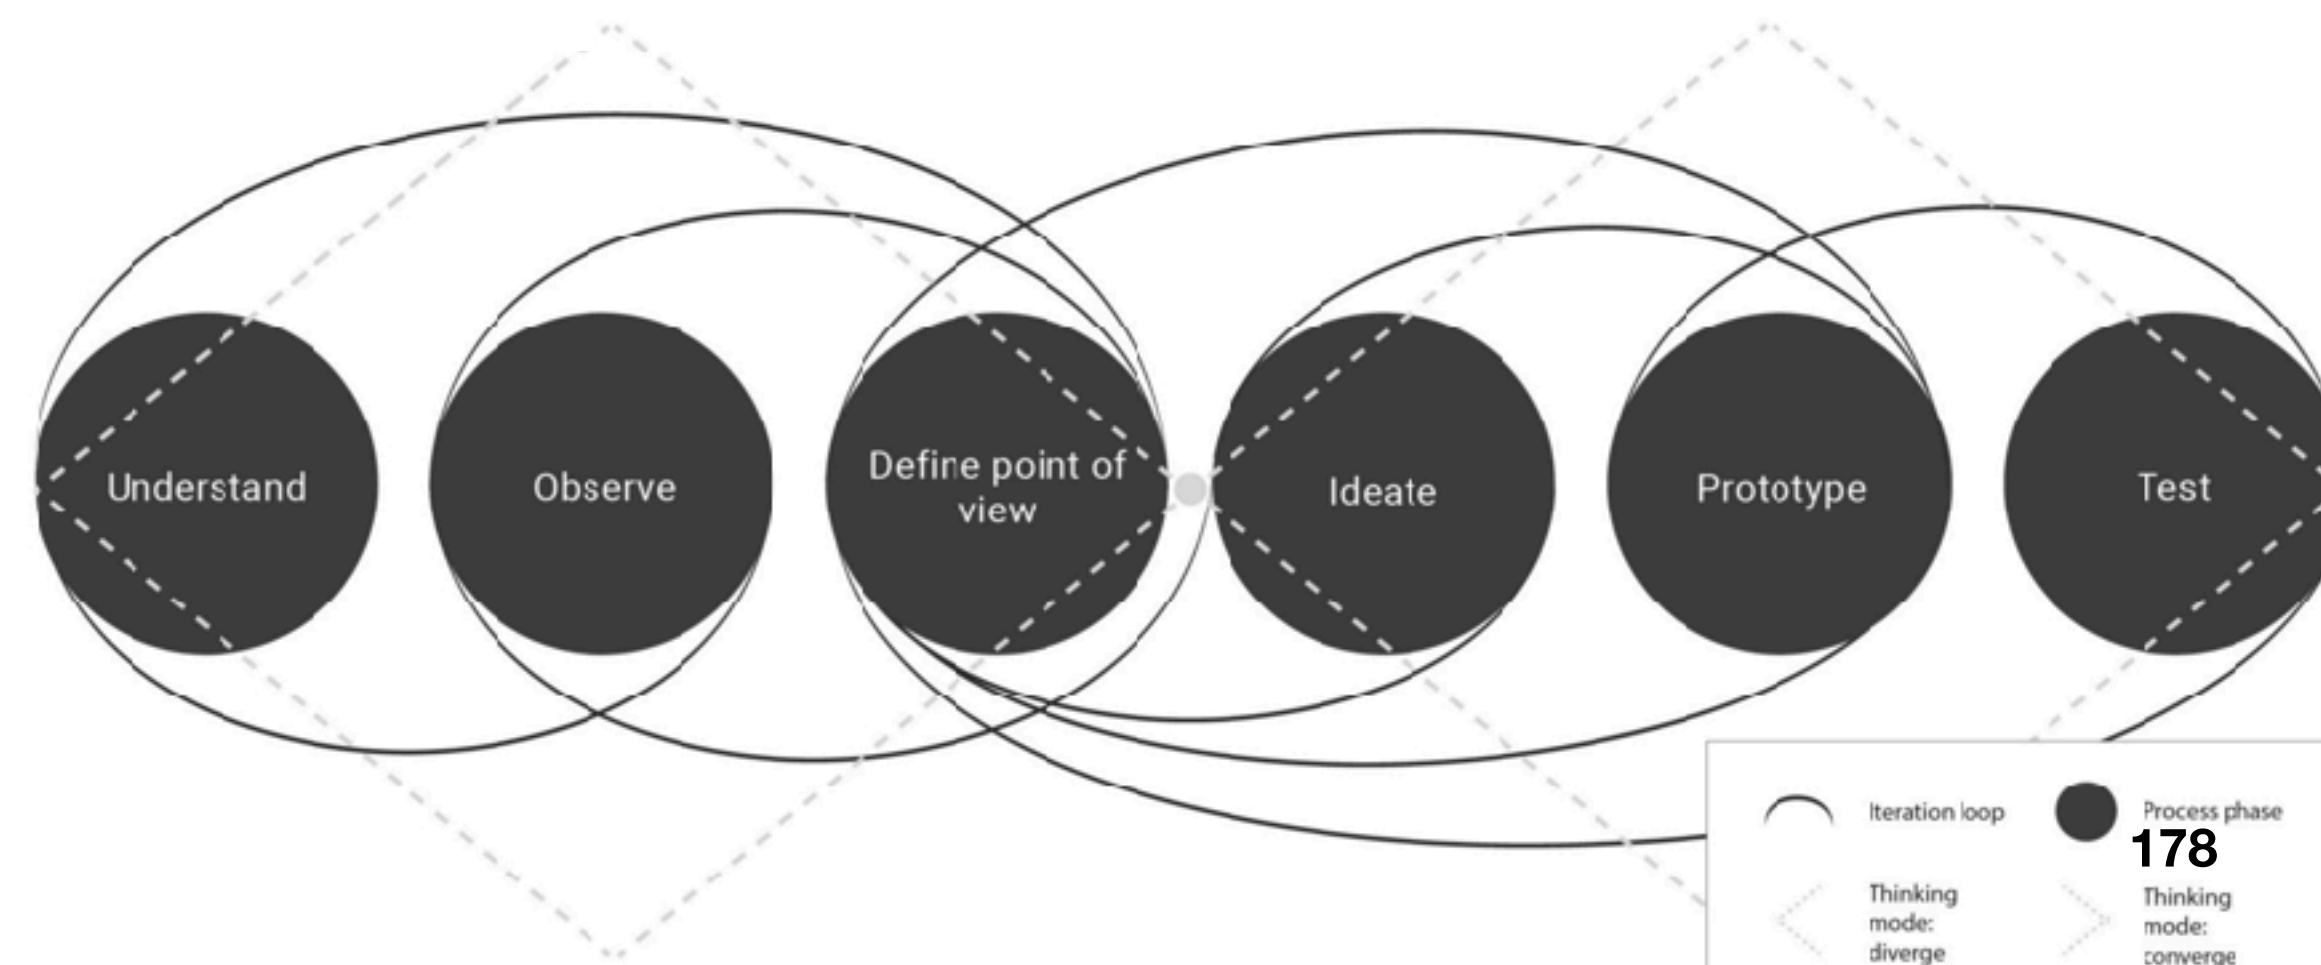 Understand
Observe
Define point of
view
Ideate
Prototype
Test
Iteration loop
Process phase
178
Thinking
mode:
diverge
Thinking
mode:
converge